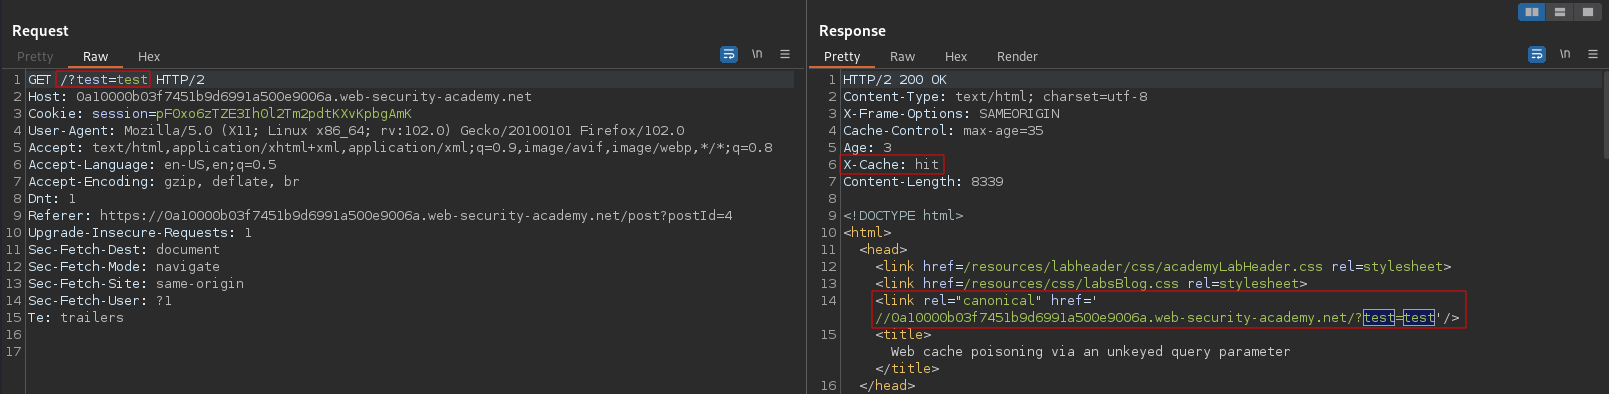 Request
Pretty Raw Hex
\n
1 GET /?test=test HTTP/2
2 Host: 0a10000b03f7451b9d6991a500e9006a.web-security-academy.net
3 Cookie: session=pFOxo6zTZE3Ih0l2Tm2pdtKXvKpbgAmK
4 User-Agent: Mozilla/5.0 (X11; Linux x86_64; rv:102.0) Gecko/20100101 Firefox/102.0
5 Accept: text/html,application/xhtml+xml,application/xml;q=0.9,image/avif,image/webp,*/*;q=0.8
6 Accept-Language: en-US,en;q=0.5
7 Accept-Encoding: gzip, deflate, br
8 Dnt: 1
9 Referer: https://0a10000b03f7451b9d6991a500e9006a.web-security-academy.net/post?postId=4
10 Upgrade-Insecure-Requests: 1
11 Sec-Fetch-Dest: document
12 Sec-Fetch-Mode: navigate
13 Sec-Fetch-Site: same-origin
14 Sec-Fetch-User: ?1
15 Te: trailers
16
17
Response
Pretty Raw Hex Render
\n
1 HTTP/2 200 OK
2 Content-Type: text/html; charset=utf-8
3 X-Frame-Options: SAMEORIGIN
4 Cache-Control: max-age=35
5 Age: 3
6 X-Cache: hit
7 Content-Length: 8339
8
9 <!DOCTYPE html>
10 <html>
11 <head>
12 <link href=/resources/labheader/css/academyLabHeader.css rel=stylesheet>
13 <link href=/resources/css/labsBlog.css rel=stylesheet>
14 <link rel="canonical" href='
//0a10000b03f7451b9d6991a500e9006a.web-security-academy.net/?test=test'/>
15 <title>
Web cache poisoning via an unkeyed query parameter
</title>
16 </head>